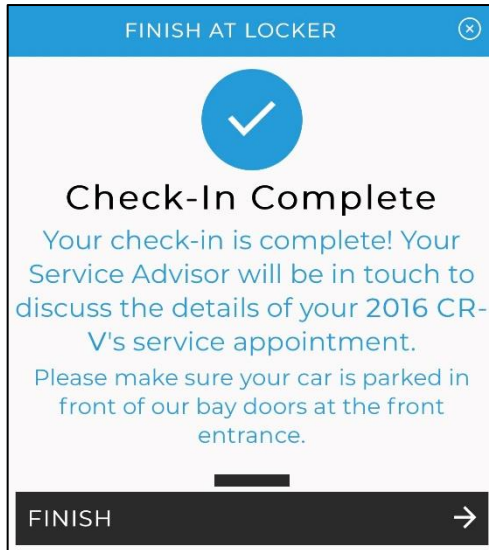 FINISH AT LOCKER
Check-In Complete
Your check-in is complete! Your
Service Advisor will be in touch to
discuss the details of your 2016 CR-
V's service appointment.
Please make sure your car is parked in
front of our bay doors at the front
entrance.
FINISH